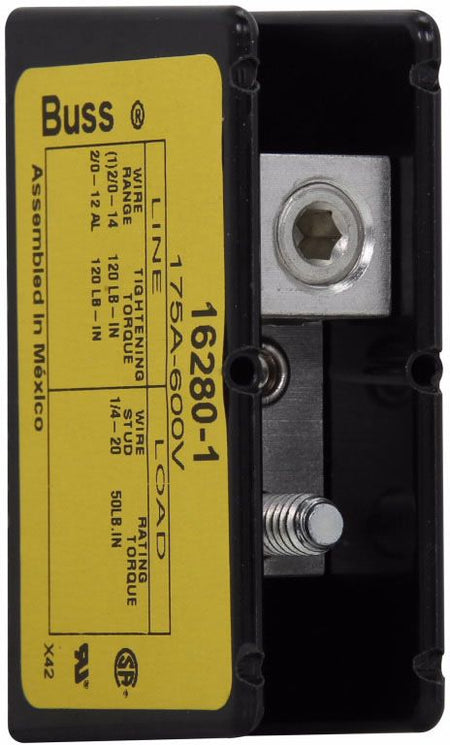 Buss ®
16280-1
175A-600V
LINE
LOAD
WIRE RANGE
TIGHTENING TORQUE
(1)2/0-14
120 LB-IN
2/0-12 AL
120 LB-IN
WIRE STUD
RATING TORQUE
1/4-20
50LB.IN
Assembled in México
X42
UR
SA